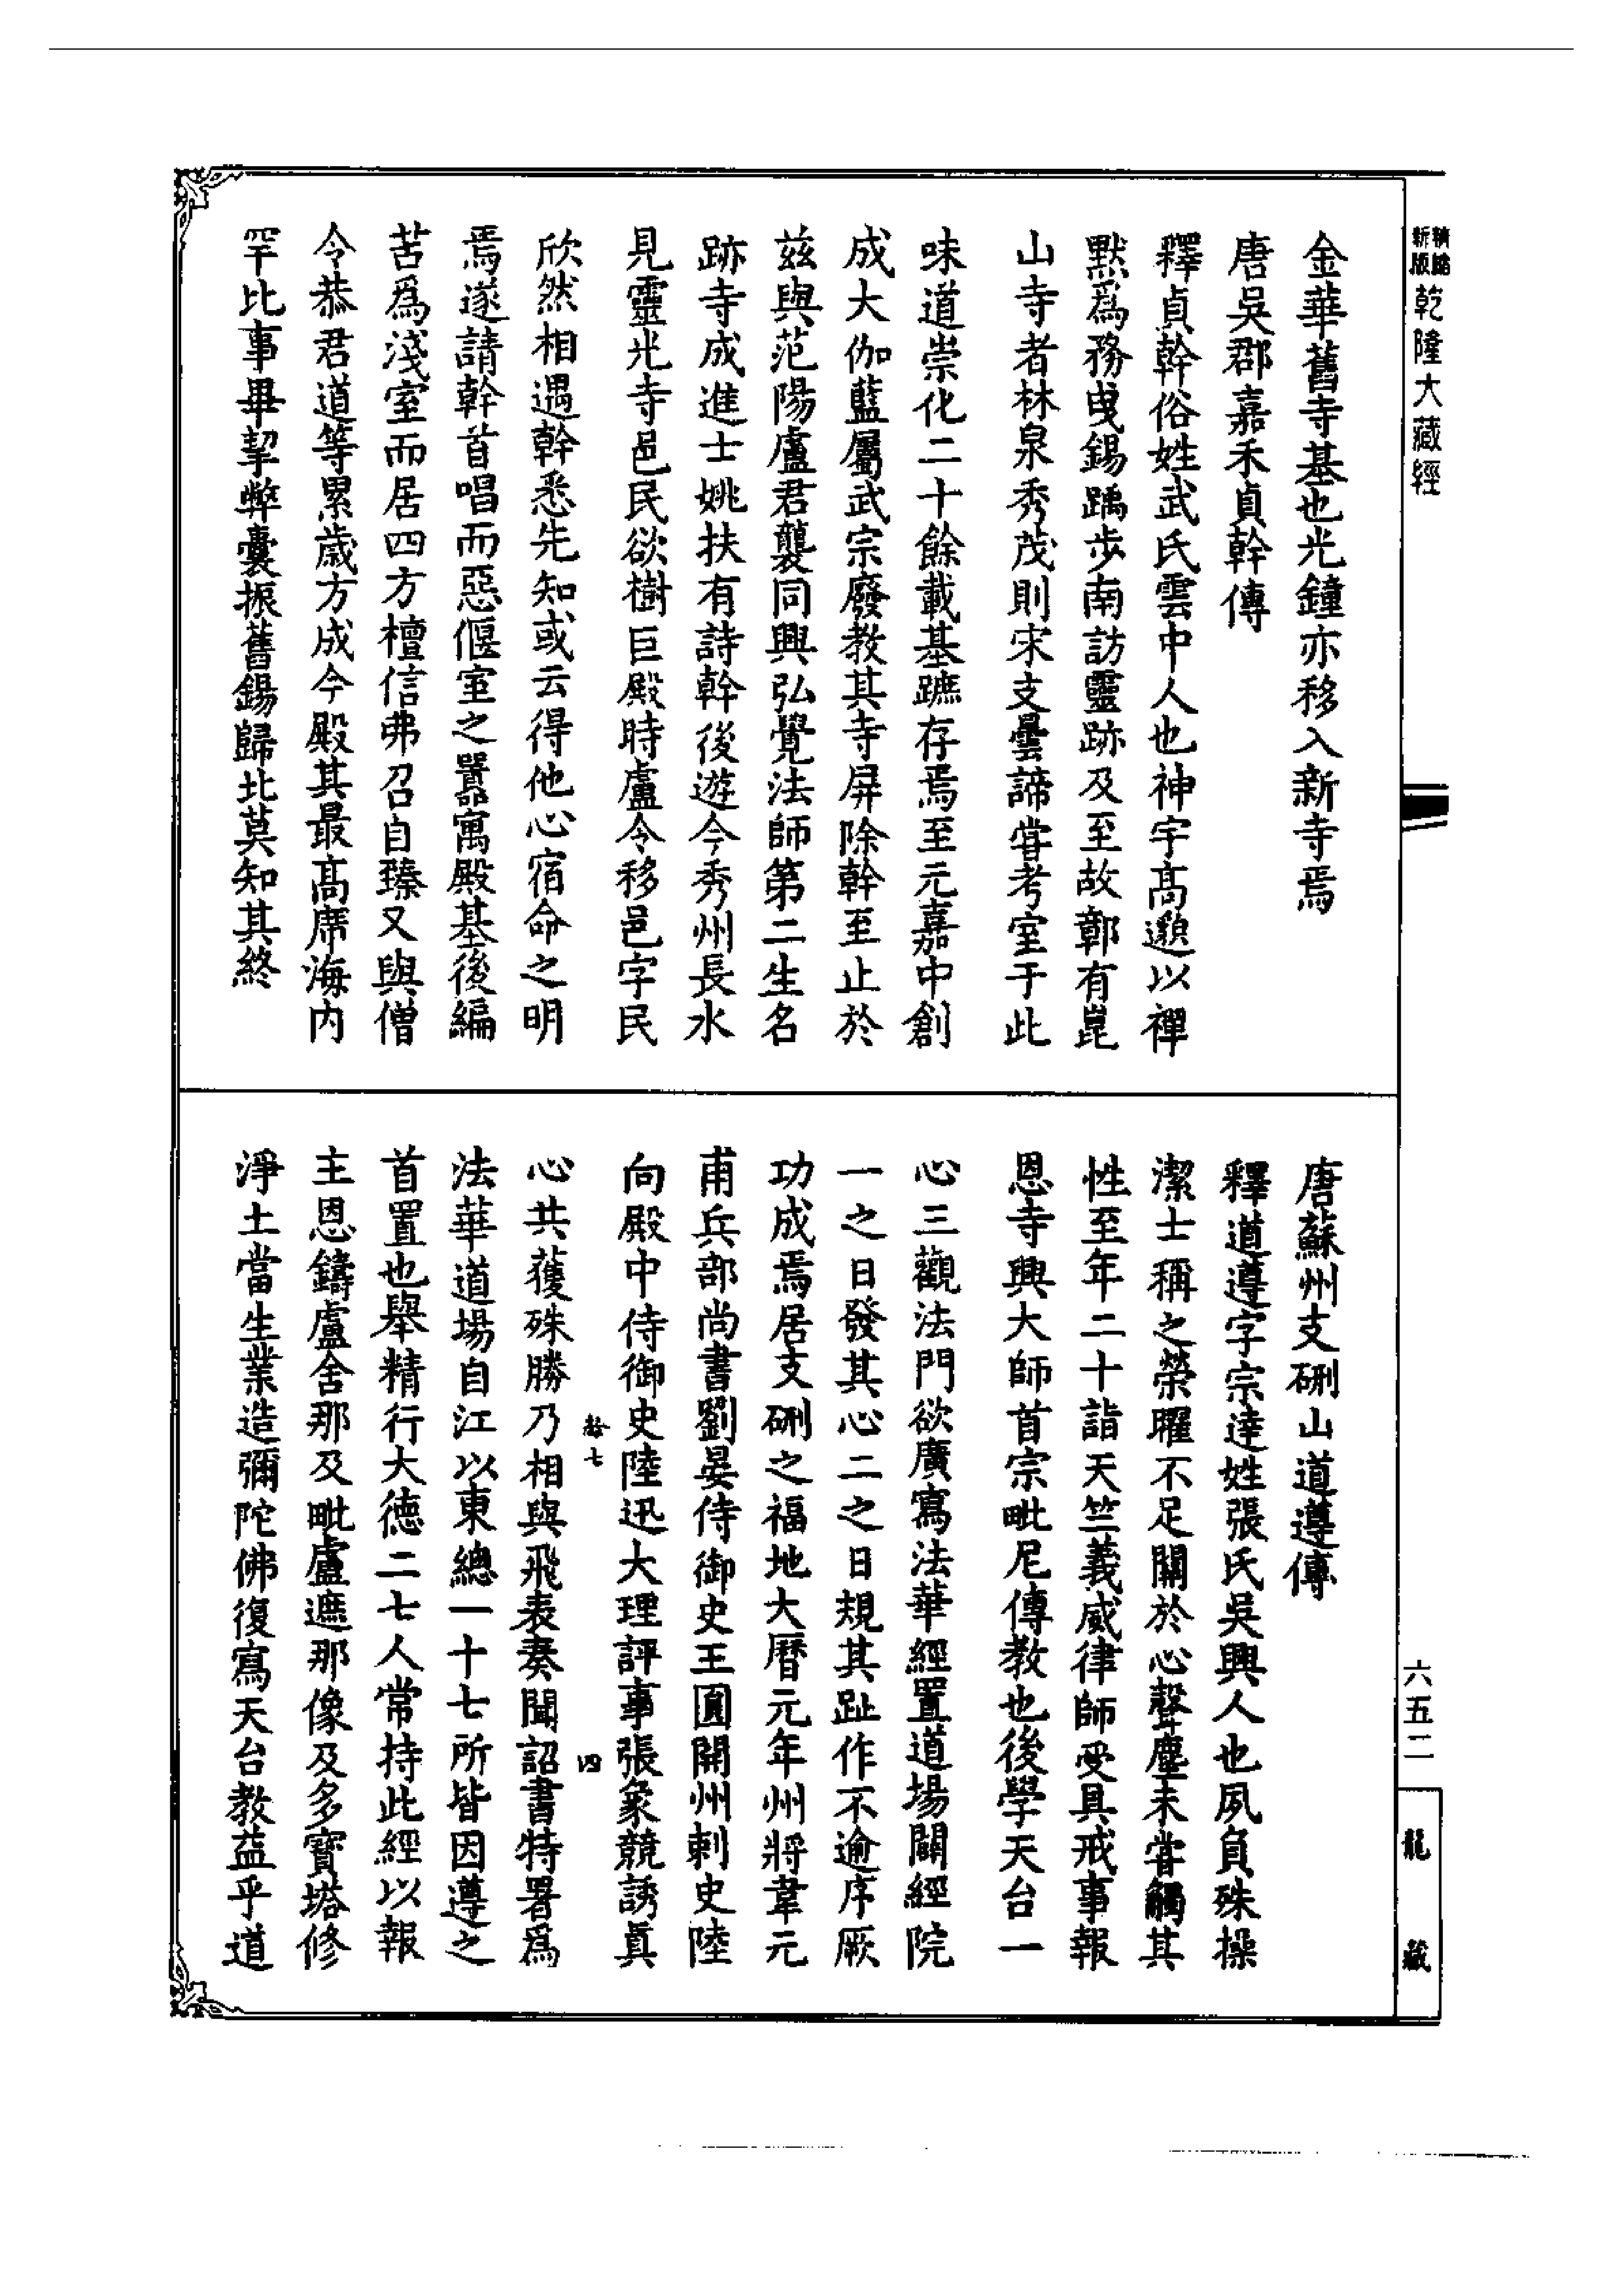 精縮
新版
乾隆大藏經
金華舊寺基也光鐘亦移入新寺焉
唐吳郡嘉禾貞幹傳
釋貞幹俗姓武氏雲中人也神宇高邈以禪
默爲務曳錫踽步南訪靈跡及至故鄣有崑
山寺者林泉秀茂則宋支曇諦甞考室于此
味道崇化二十餘載基蹠存焉至元嘉中創
成大伽藍屬武宗廢教其寺屏除幹至止於
兹與范陽盧君襲同興弘覺法師第二生名
跡寺成進士姚扶有詩幹後遊今秀州長水
見靈光寺邑民欲樹巨殿時盧令移邑字民
欣然相遇幹悉先知或云得他心宿命之明
焉遂請幹首唱而惡偃室之囂寓殿基後編
苫爲淺室而居四方檀信弗召自臻又與僧
令恭君道等累歲方成今殿其最高席海内
罕比事畢挈弊囊振舊錫歸北莫知其終
唐蘇州支硎山道遵傳
釋道遵字宗達姓張氏吳興人也夙負殊操
潔士稱之榮曜不足關於心聲塵未甞觸其
性至年二十詣天竺義威律師受具戒事報
恩寺興大師首宗毗尼傳教也後學天台一
心三觀法門欲廣寫法華經置道場闢經院
一之日發其心二之日規其趾作不逾序厥
功成焉居支硎之福地大曆元年州將韋元
甫兵部尚書劉晏侍御史王圓開州刺史陸
向殿中侍御史陸迅大理評事張象競誘眞
心共獲殊勝乃相與飛表奏聞詔書特署爲
法華道場自江以東總一十七所皆因遵之
首置也舉精行大德二七人常持此經以報
主恩鑄盧舍那及毗盧遮那像及多寶塔修
淨土當生業造彌陀佛復寫天台教益乎道
七
四
六五二
龍
藏